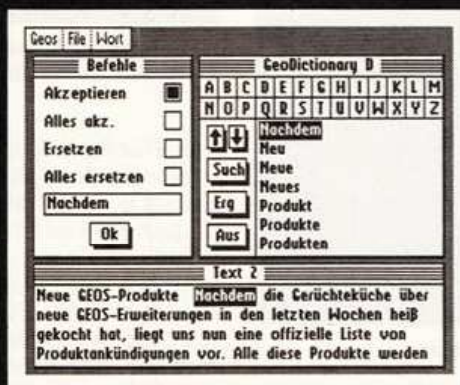 Geos File Wort
Befehle
Akzeptieren
Alles akz.
Ersetzen
Alles ersetzen
Nachdem
Ok
GeoDictionary D
A B C D E F G H I J K L M
N O P Q R S T U V W X Y Z
Such
Erg
Aus
Nachdem
Neu
Neue
Neues
Produkt
Produkte
Produkten
Text 2
Neue GEOS-Produkte Nachdem die Gerüchteküche über
neue GEOS-Erweiterungen in den letzten Wochen heiß
gekocht hat, liegt uns nun eine offizielle Liste von
Produktankündigungen vor. Alle diese Produkte werden